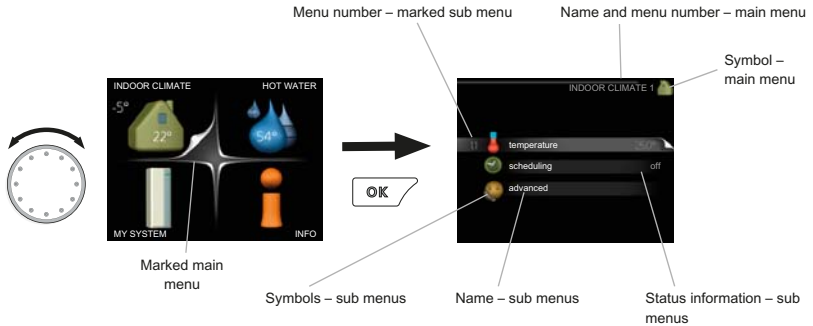 Menu number – marked sub menu
Name and menu number – main menu
Symbol –
main menu
INDOOR CLIMATE
HOT WATER
-5°
22°
54°
MY SYSTEM
INFO
Marked main
menu
OK
INDOOR CLIMATE 1
temperature
scheduling
off
advanced
Symbols – sub menus
Name – sub menus
Status information – sub
menus